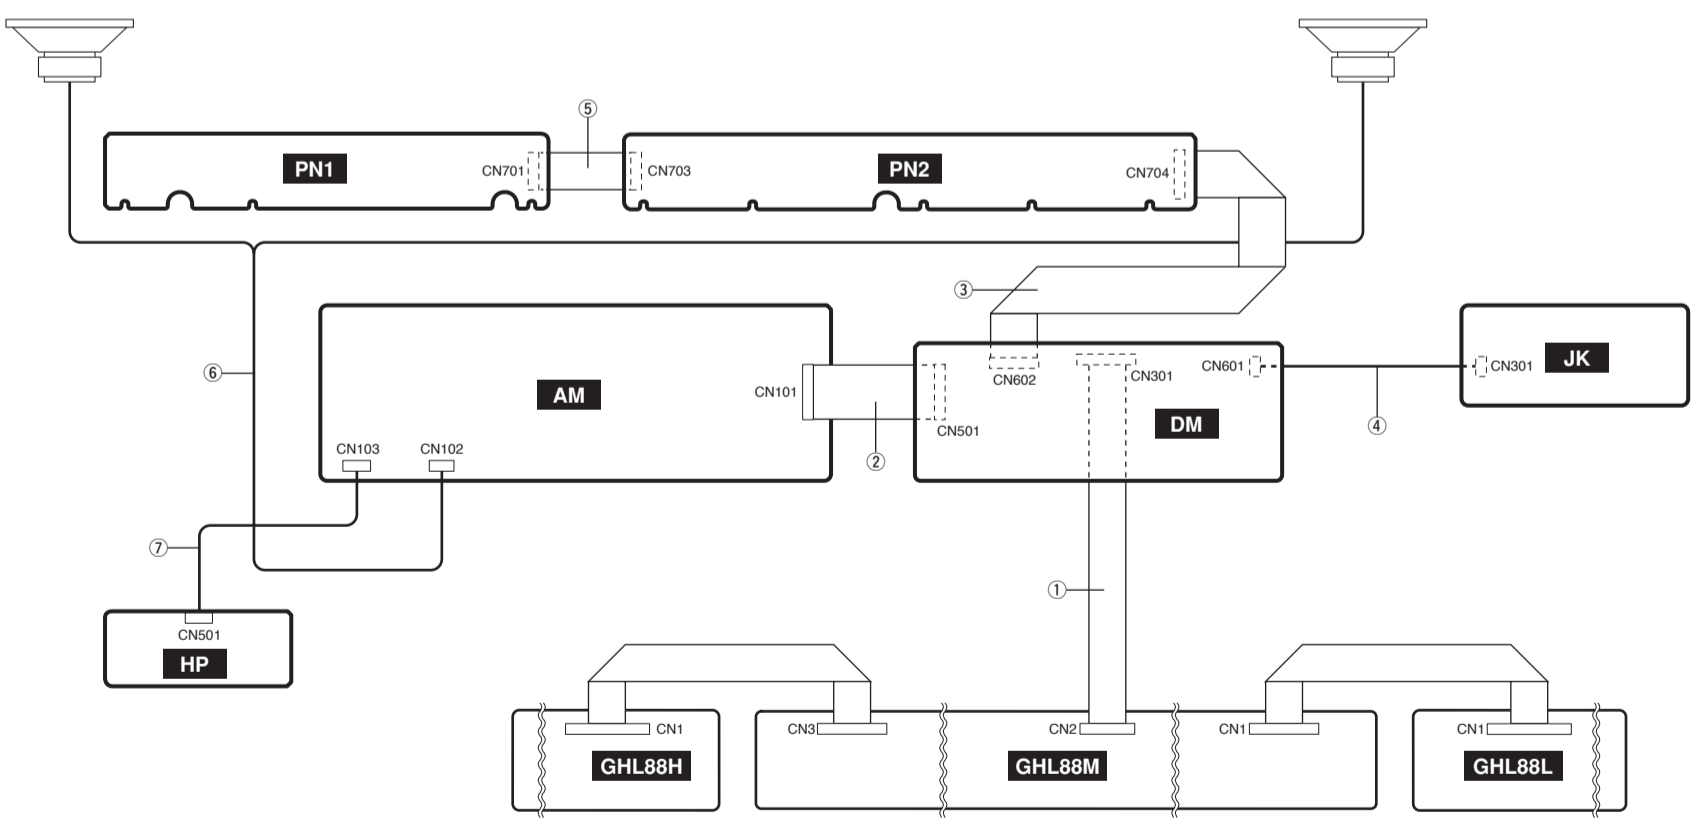 ⑤
PN1
CN701
CN703
PN2
CN704
③
⑥
AM
CN101
②
CN501
CN602
CN301
CN601
DM
④
CN301
JK
CN103
CN102
⑦
CN501
HP
①
CN1
GHL88H
CN3
CN2
GHL88M
CN1
CN1
GHL88L